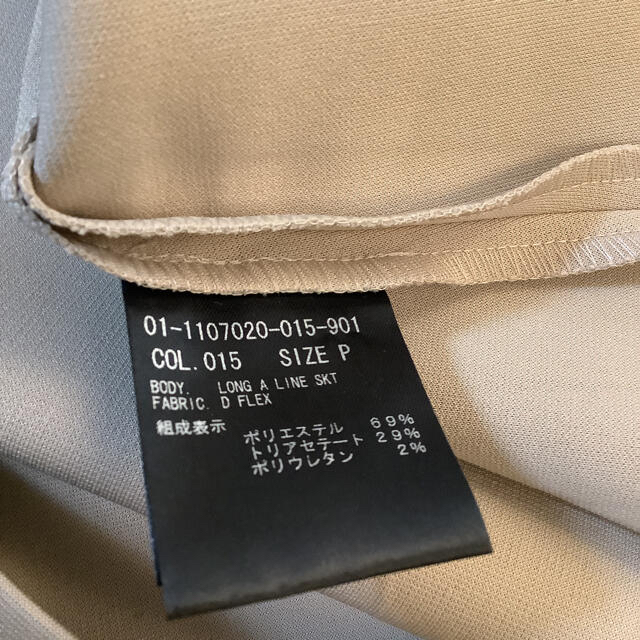 01-1107020-015-901
COL. 015 SIZE P
BODY. LONG A LINE SKT
FABRIC. D FLEX
組成表示 ポリエステル 69%
トリアセテート 29%
ポリウレタン 2%